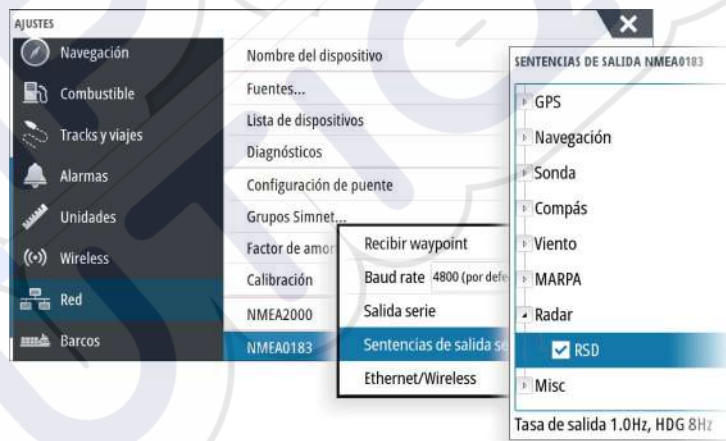 AJUSTES
Navegación
Combustible
Tracks y viajes
Alarmas
Unidades
Wireless
Red
Barcos
Nombre del dispositivo
Fuentes...
Lista de dispositivos
Diagnósticos
Configuración de puente
Grupos Simnet...
Factor de amor
Calibración
NMEA2000
NMEA0183
Recibir waypoint
Baud rate 4800 (por defe
Salida serie
Sentencias de salida se
Ethernet/Wireless
SENTENCIAS DE SALIDA NMEA0183
GPS
Navegación
Sonda
Compás
Viento
MARPA
Radar
RSD
Misc
Tasa de salida 1.0Hz, HDG 8Hz